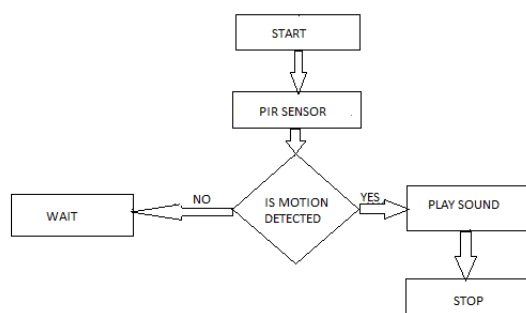 START
PIR SENSOR
NO
IS MOTION
DETECTED
YES
WAIT
PLAY SOUND
STOP